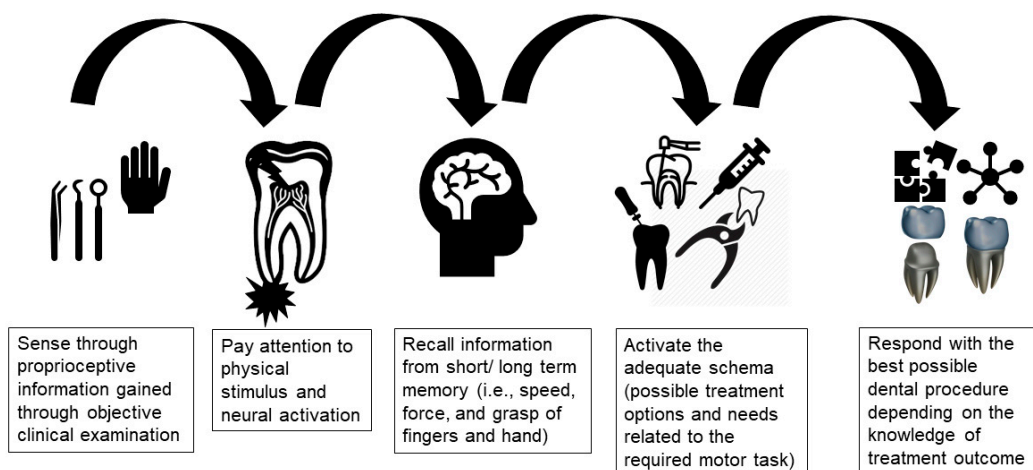 Sense through
proprioceptive
information gained
through objective
clinical examination
Pay attention to
physical
stimulus and
neural activation
Recall information
from short/ long term
memory (i.e., speed,
force, and grasp of
fingers and hand)
Activate the
adequate schema
(possible treatment
options and needs
related to the
required motor task)
Respond with the
best possible
dental procedure
depending on the
knowledge of
treatment outcome